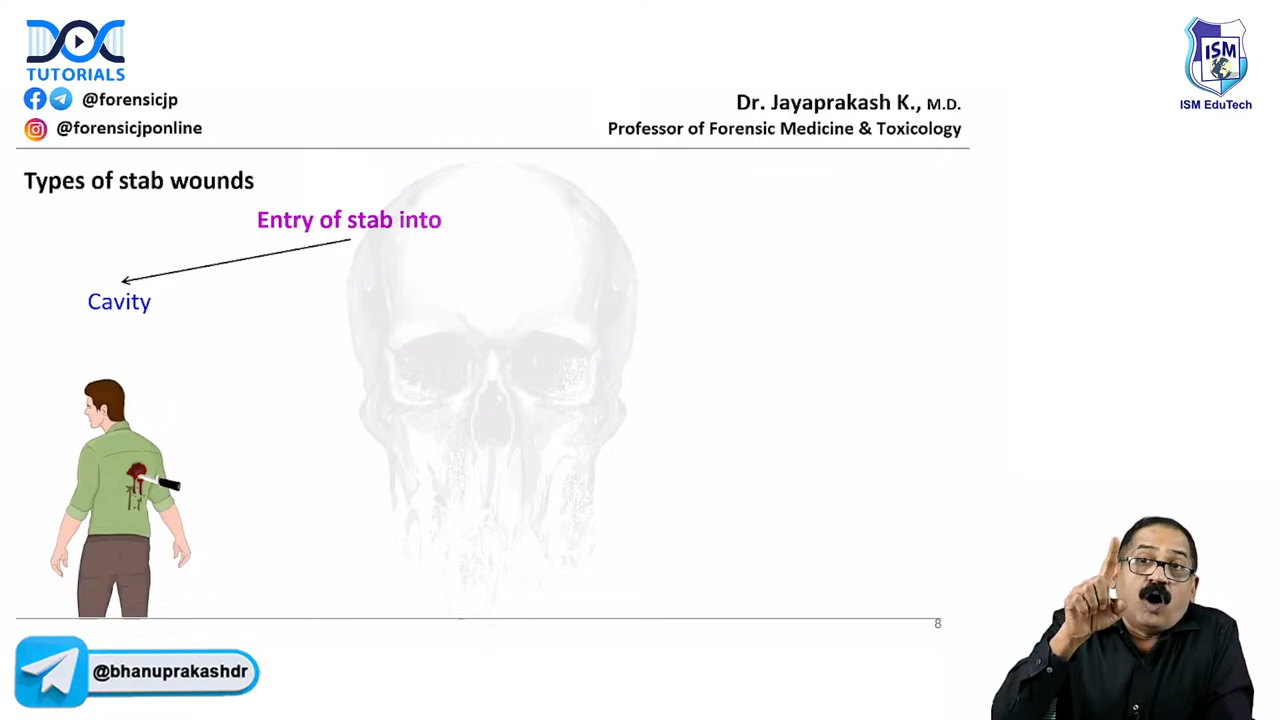 DOC
TUTORIALS
@forensicjp
@forensicjponline
ISM
ISM EduTech
Dr. Jayaprakash K., M.D.
Professor of Forensic Medicine & Toxicology
Types of stab wounds
Entry of stab into
Cavity
8
@bhanuprakashdr